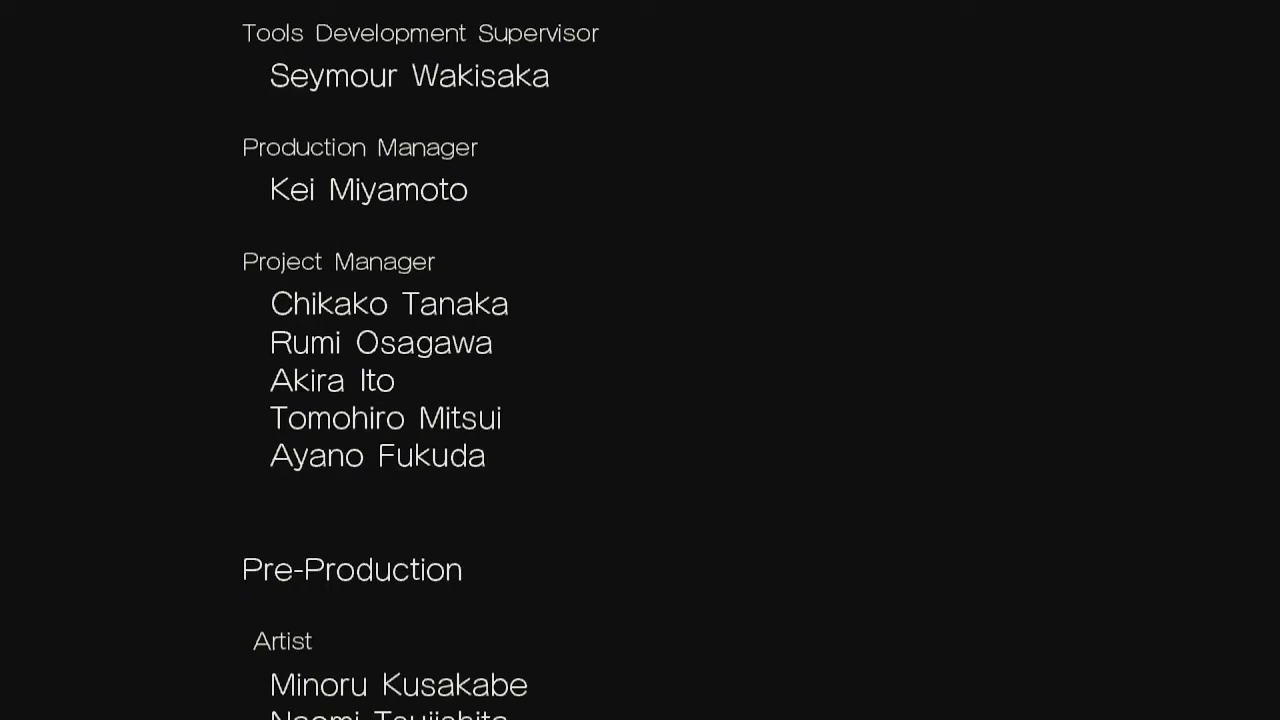 Tools Development Supervisor
Seymour Wakisaka
Production Manager
Kei Miyamoto
Project Manager
Chikako Tanaka
Rumi Osagawa
Akira Ito
Tomohiro Mitsui
Ayano Fukuda
Pre-Production
Artist
Minoru Kusakabe